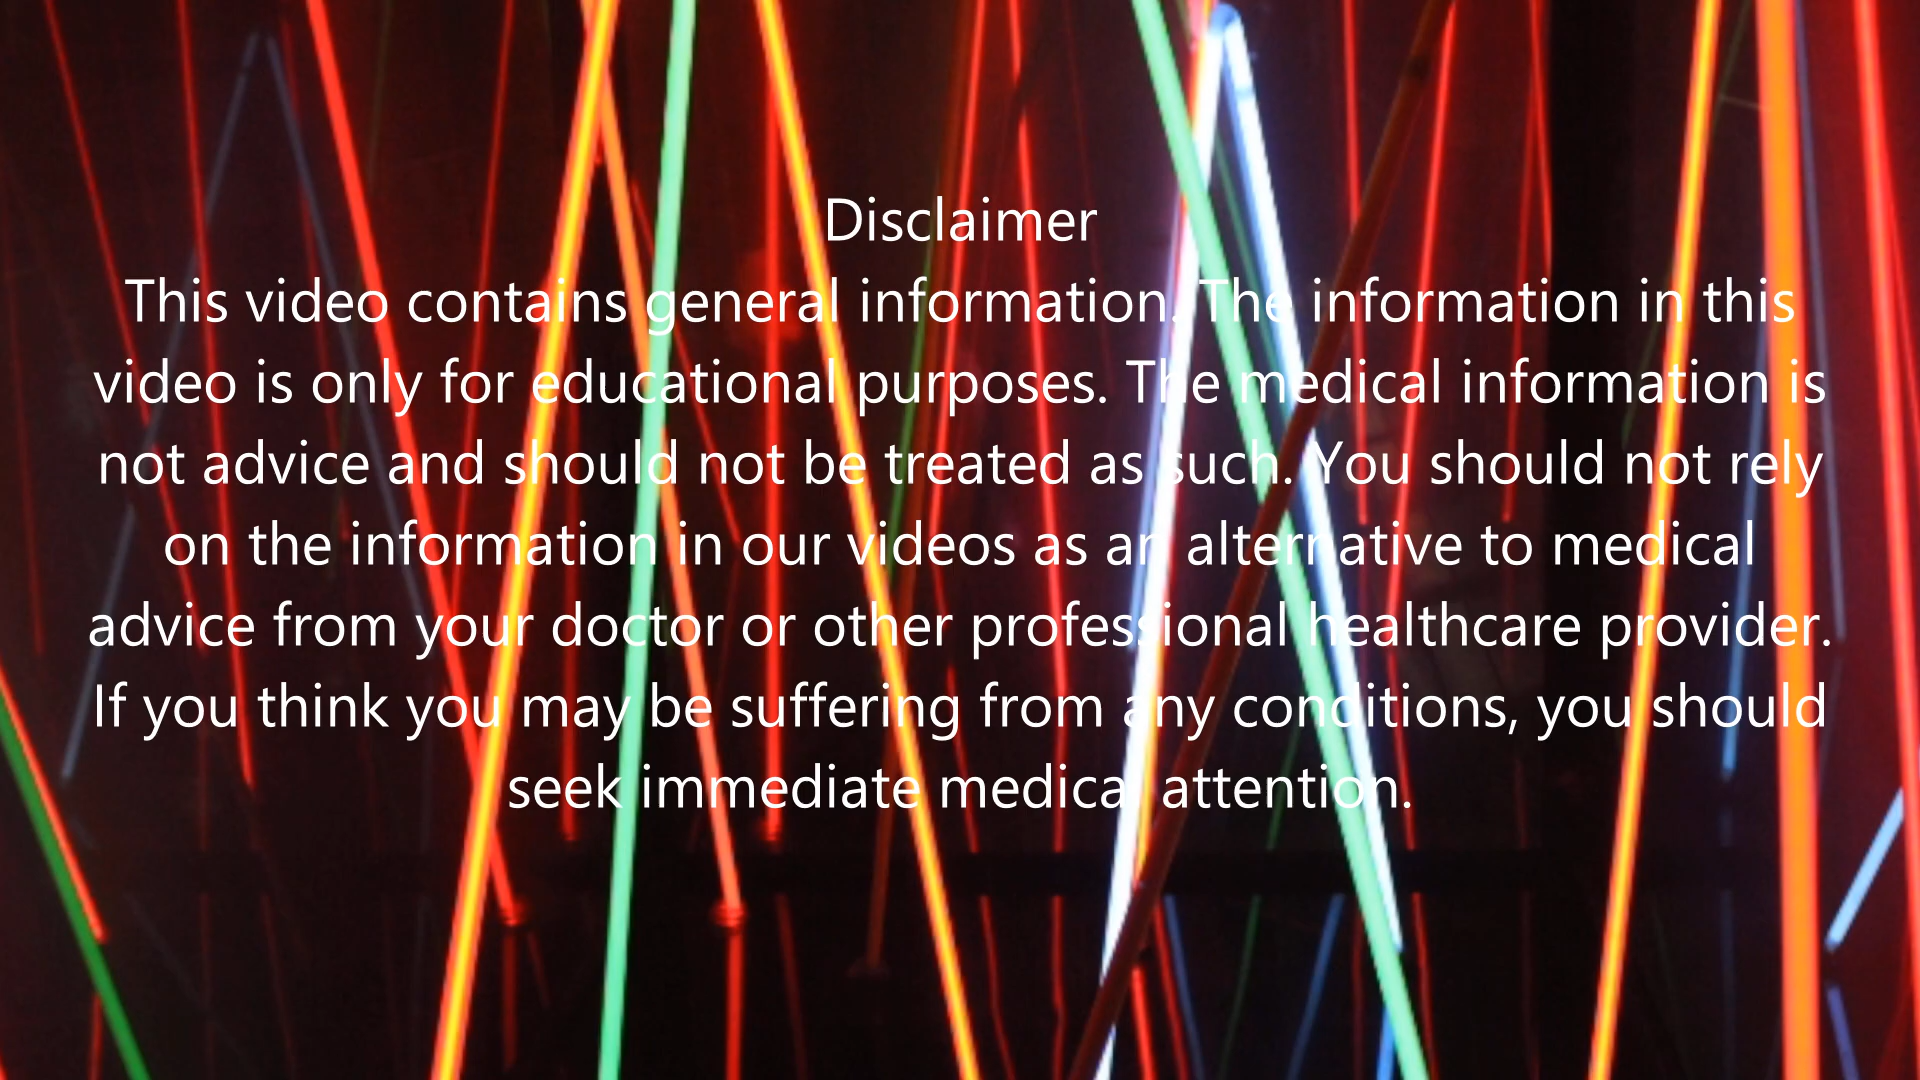 Disclaimer
This video contains general information. The information in this
video is only for educational purposes. The medical information is
not advice and should not be treated as such. You should not rely
on the information in our videos as an alternative to medical
advice from your doctor or other professional healthcare provider.
If you think you may be suffering from any conditions, you should
seek immediate medical attention.